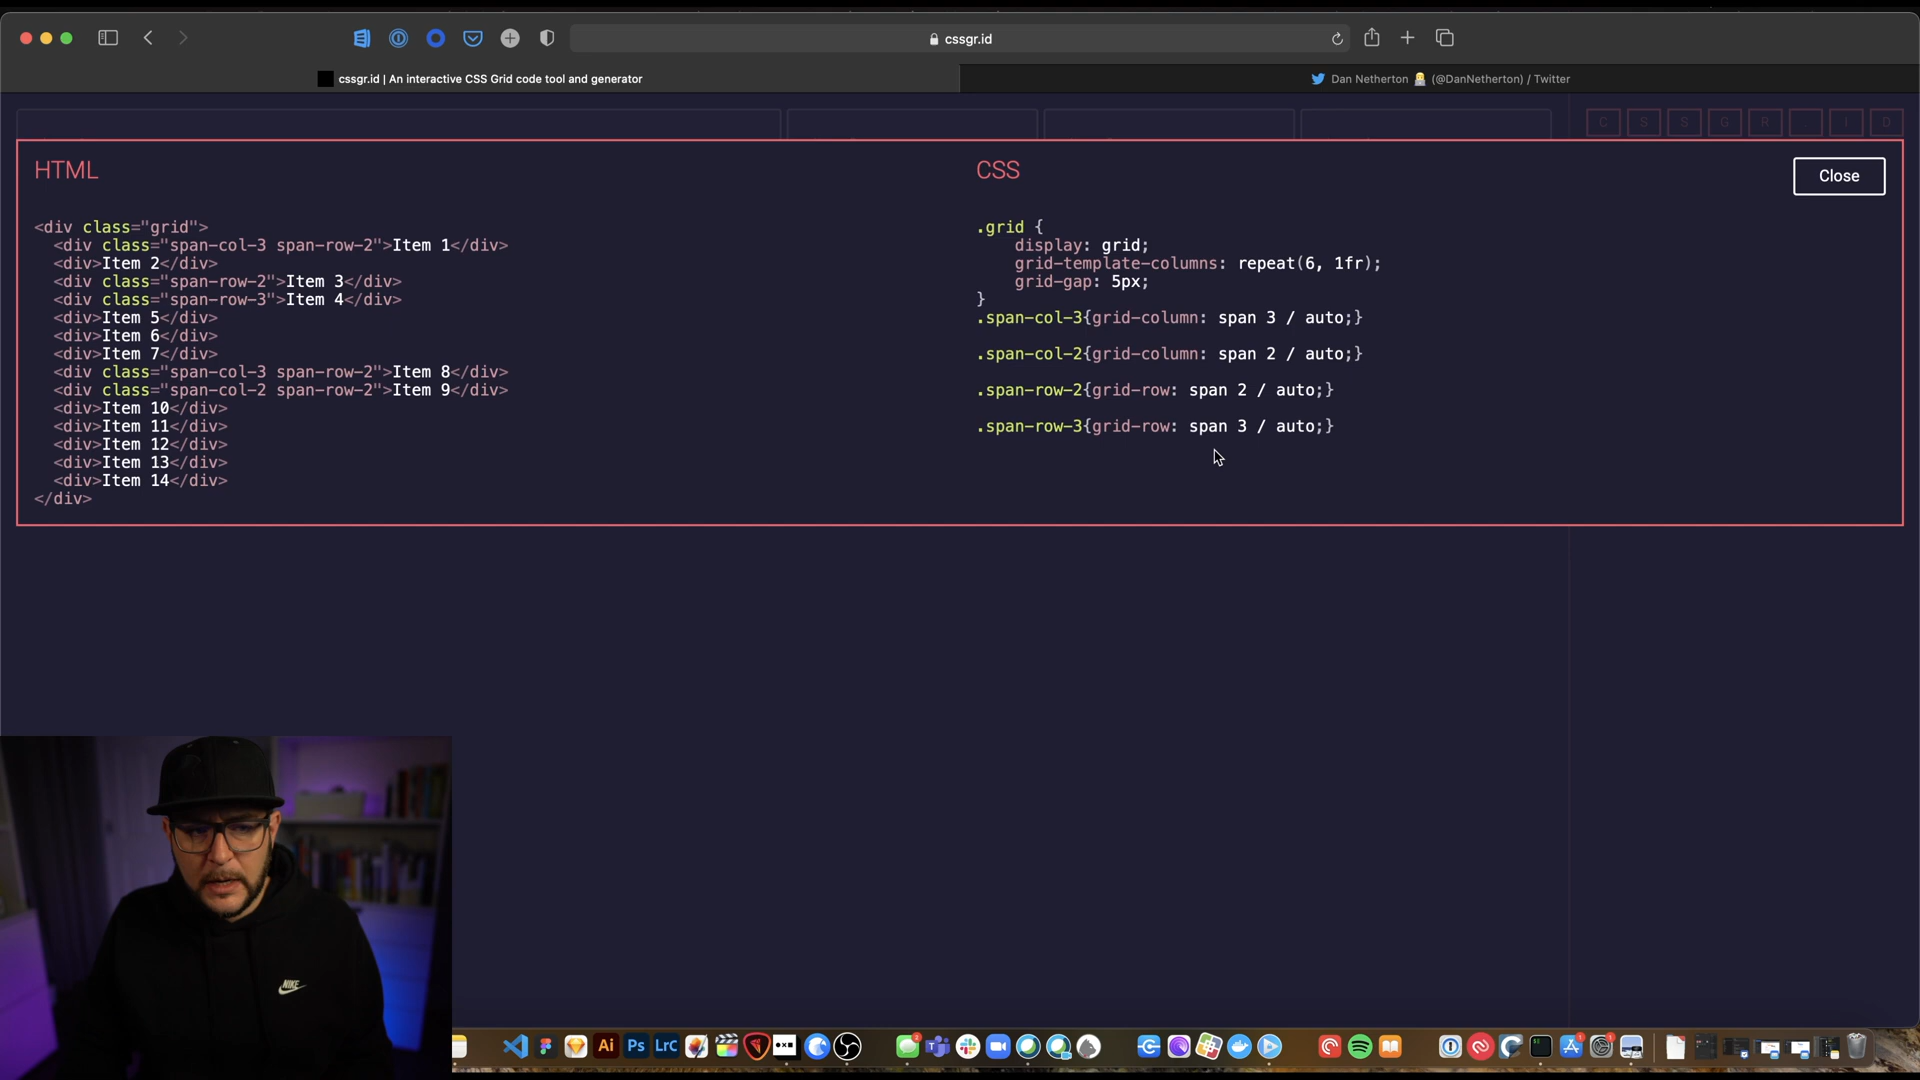 cssgr.id
cssgr.id | An interactive CSS Grid code tool and generator
Dan Netherton 👨‍💻 (@DanNetherton) / Twitter
C S S G R I D
HTML
CSS
Close
<div class="grid">
<div class="span-col-3 span-row-2">Item 1</div>
<div>Item 2</div>
<div class="span-row-2">Item 3</div>
<div class="span-row-3">Item 4</div>
<div>Item 5</div>
<div>Item 6</div>
<div>Item 7</div>
<div class="span-col-3 span-row-2">Item 8</div>
<div class="span-col-2 span-row-2">Item 9</div>
<div>Item 10</div>
<div>Item 11</div>
<div>Item 12</div>
<div>Item 13</div>
<div>Item 14</div>
</div>
.grid {
display: grid;
grid-template-columns: repeat(6, 1fr);
grid-gap: 5px;
}
.span-col-3{grid-column: span 3 / auto;}
.span-col-2{grid-column: span 2 / auto;}
.span-row-2{grid-row: span 2 / auto;}
.span-row-3{grid-row: span 3 / auto;}
NIKE
Ai
Ps
LrC